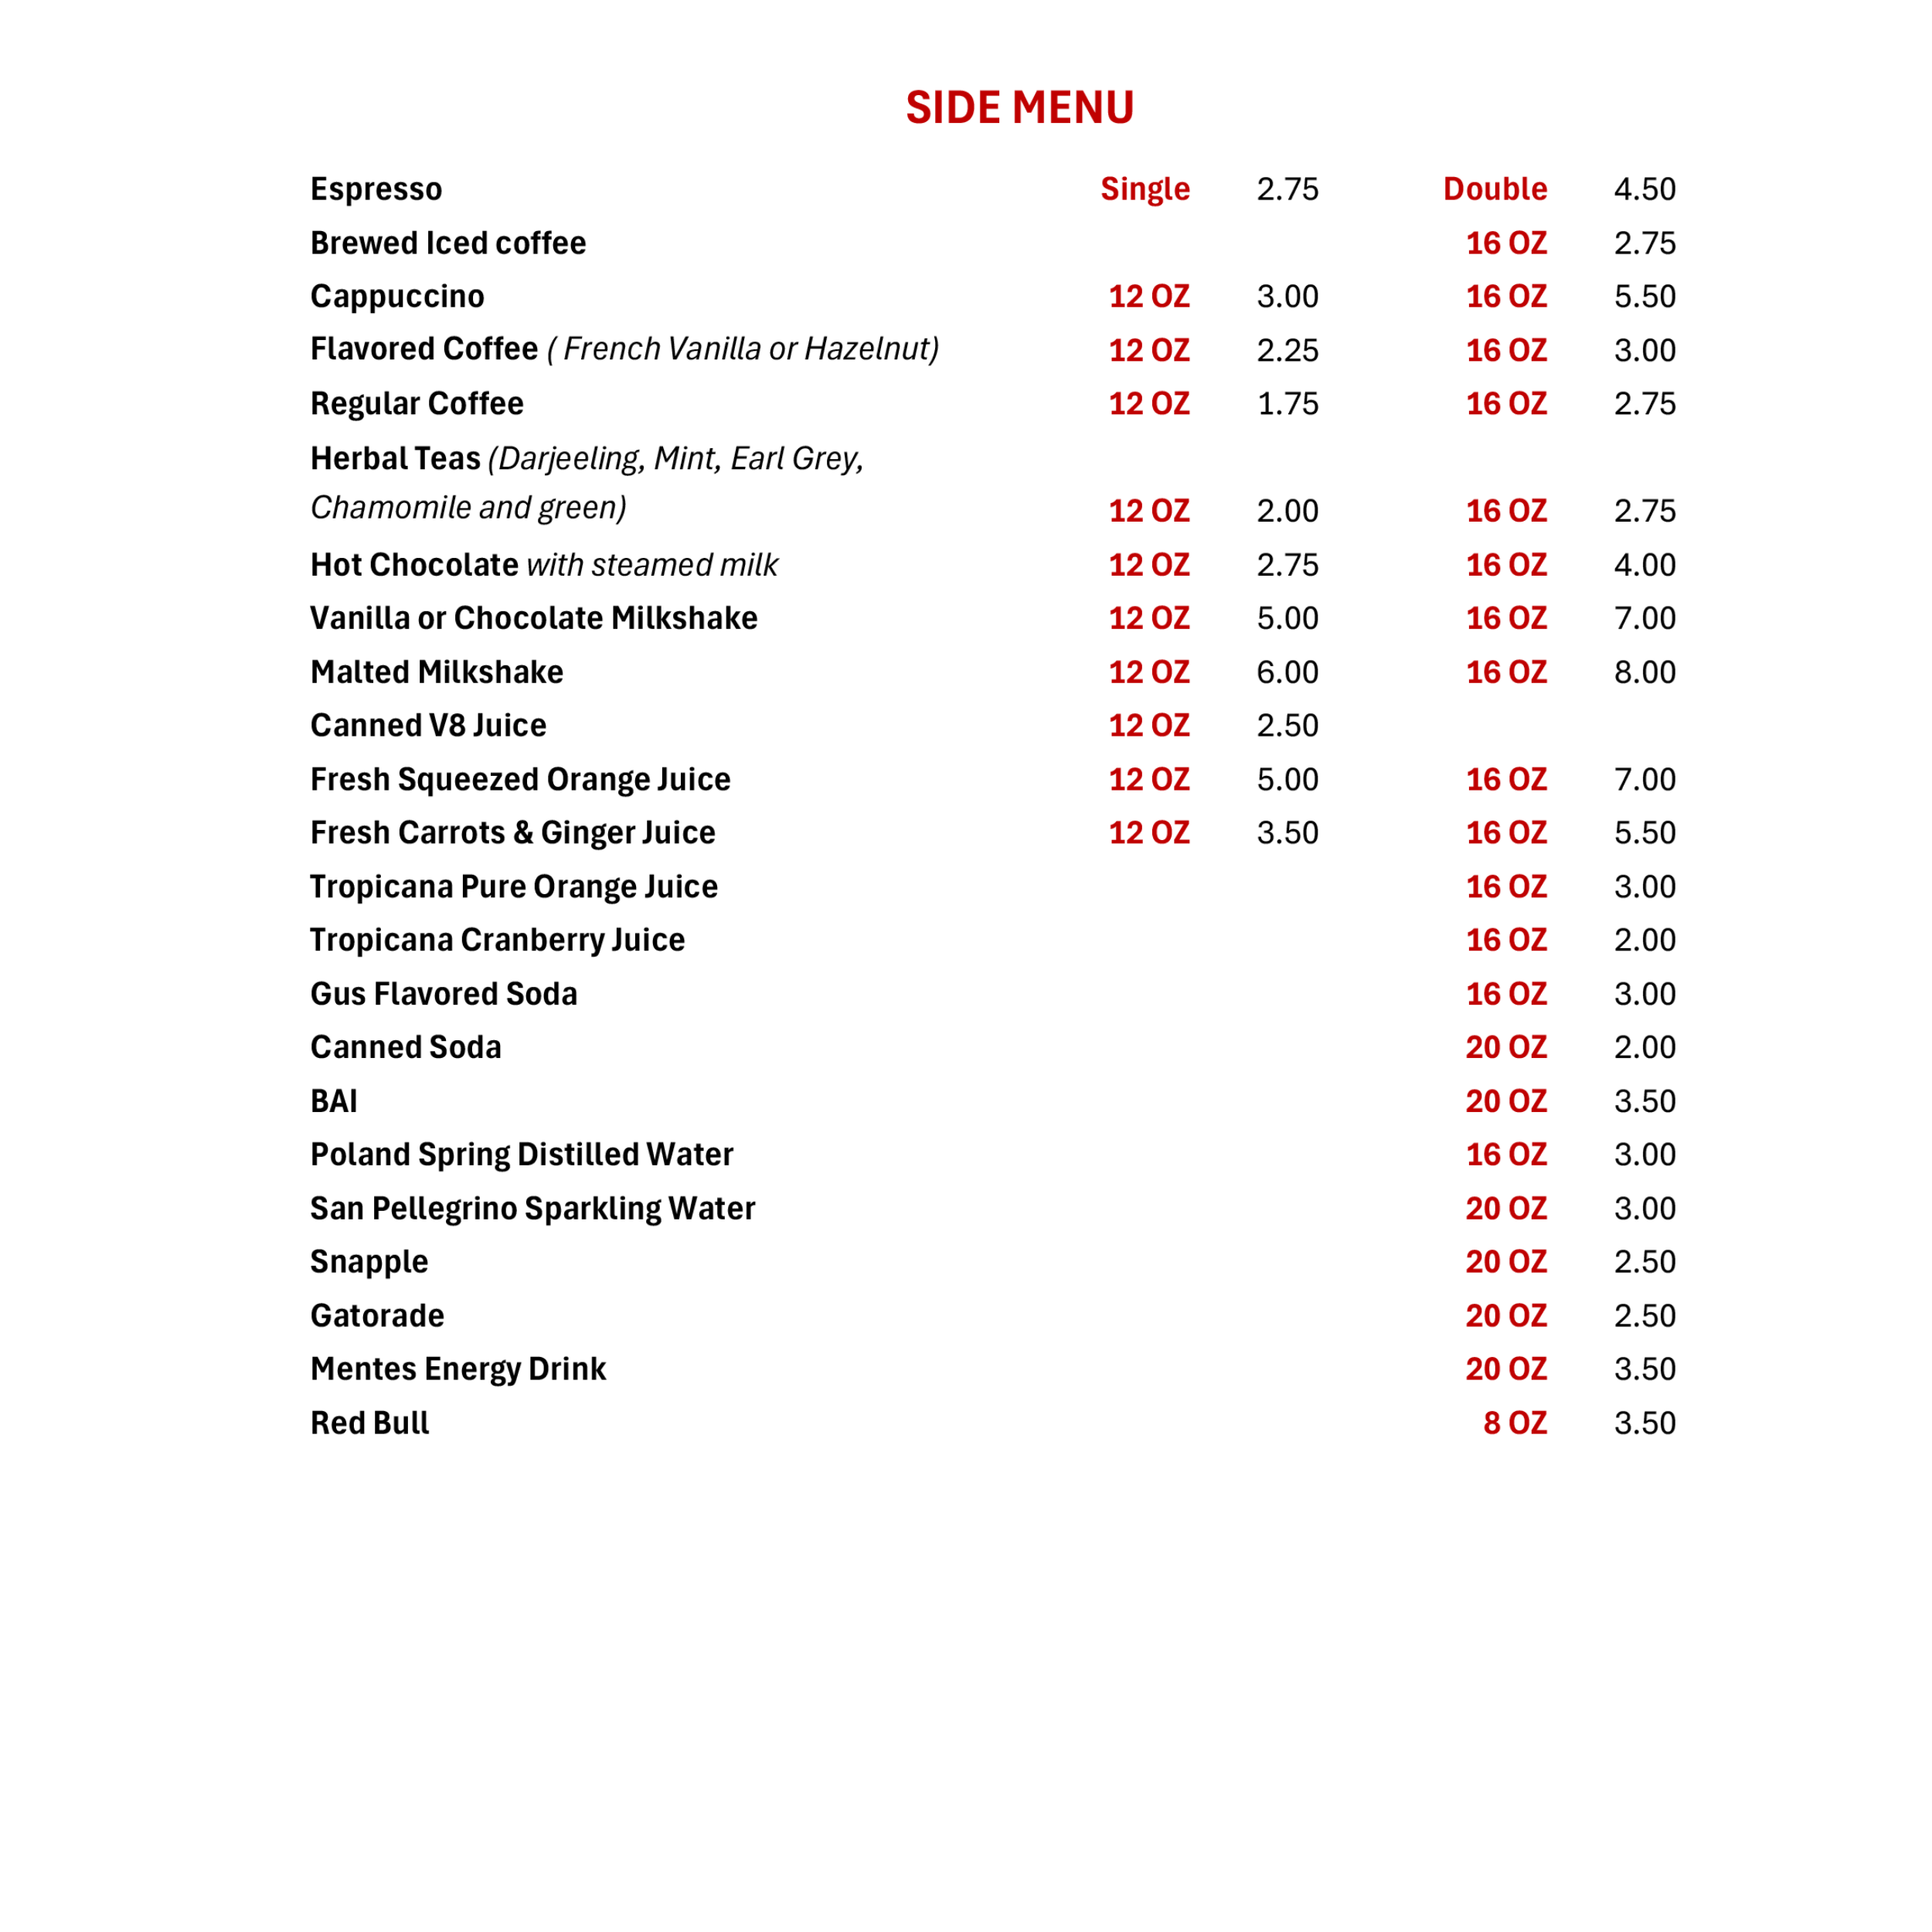 SIDE MENU
Espresso Single 2.75 Double 4.50
Brewed Iced coffee 16 OZ 2.75
Cappuccino 12 OZ 3.00 16 OZ 5.50
Flavored Coffee ( French Vanilla or Hazelnut) 12 OZ 2.25 16 OZ 3.00
Regular Coffee 12 OZ 1.75 16 OZ 2.75
Herbal Teas (Darjeeling, Mint, Earl Grey,
Chamomile and green) 12 OZ 2.00 16 OZ 2.75
Hot Chocolate with steamed milk 12 OZ 2.75 16 OZ 4.00
Vanilla or Chocolate Milkshake 12 OZ 5.00 16 OZ 7.00
Malted Milkshake 12 OZ 6.00 16 OZ 8.00
Canned V8 Juice 12 OZ 2.50
Fresh Squeezed Orange Juice 12 OZ 5.00 16 OZ 7.00
Fresh Carrots & Ginger Juice 12 OZ 3.50 16 OZ 5.50
Tropicana Pure Orange Juice 16 OZ 3.00
Tropicana Cranberry Juice 16 OZ 2.00
Gus Flavored Soda 16 OZ 3.00
Canned Soda 20 OZ 2.00
BAI 20 OZ 3.50
Poland Spring Distilled Water 16 OZ 3.00
San Pellegrino Sparkling Water 20 OZ 3.00
Snapple 20 OZ 2.50
Gatorade 20 OZ 2.50
Mentes Energy Drink 20 OZ 3.50
Red Bull 8 OZ 3.50